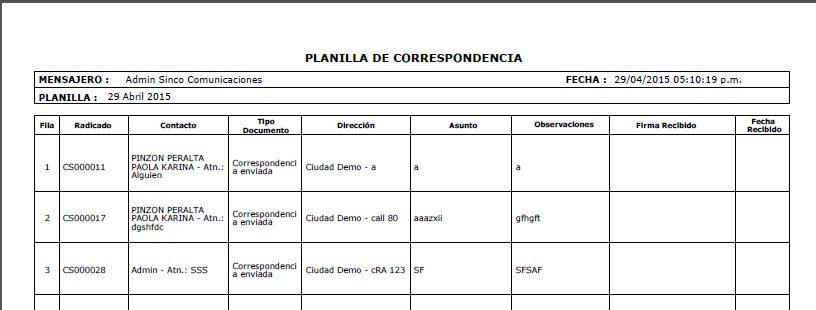 PLANILLA DE CORRESPONDENCIA
MENSAJERO : Admin Sinco Comunicaciones FECHA : 29/04/2015 05:10:19 p.m.
PLANILLA : 29 Abril 2015
Fila Radicado Contacto Tipo Documento Dirección Asunto Observaciones Firma Recibido Fecha Recibido
1 CS000011 PINZON PERALTA PAOLA KARINA - Atn.: Alguien Correspondenci a enviada Ciudad Demo - a a a
2 CS000017 PINZON PERALTA PAOLA KARINA - Atn.: dgshfdc Correspondenci a enviada Ciudad Demo - call 80 aaazxii gfhgft
3 CS000028 Admin - Atn.: SSS Correspondenci a enviada Ciudad Demo - cRA 123 SF SFSAF